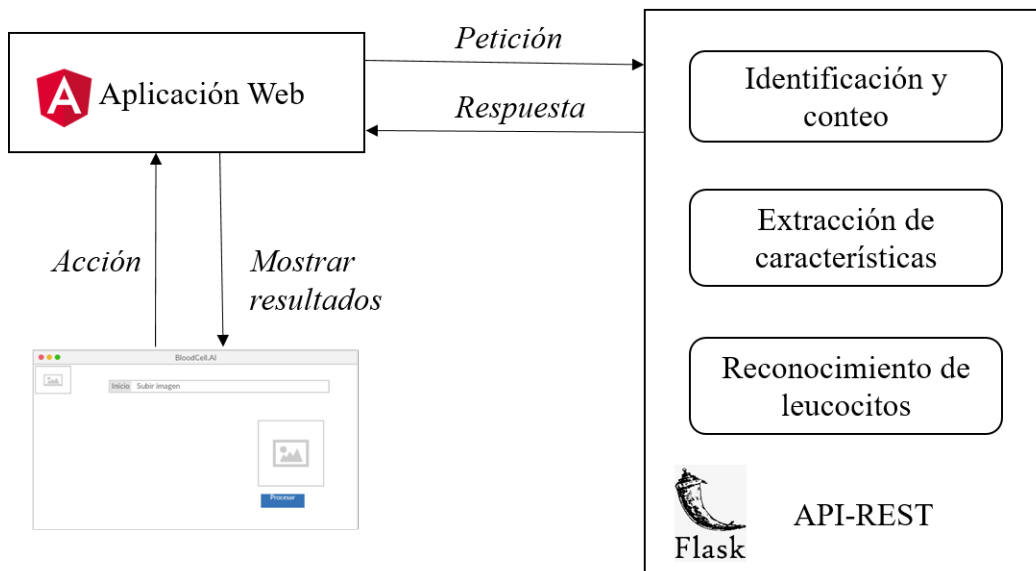 Aplicación Web
Petición
Respuesta
Acción
Mostrar
resultados
BloodCell.AI
Inicio Subir imagen
Procesar
Identificación y
conteo
Extracción de
características
Reconocimiento de
leucocitos
Flask
API-REST